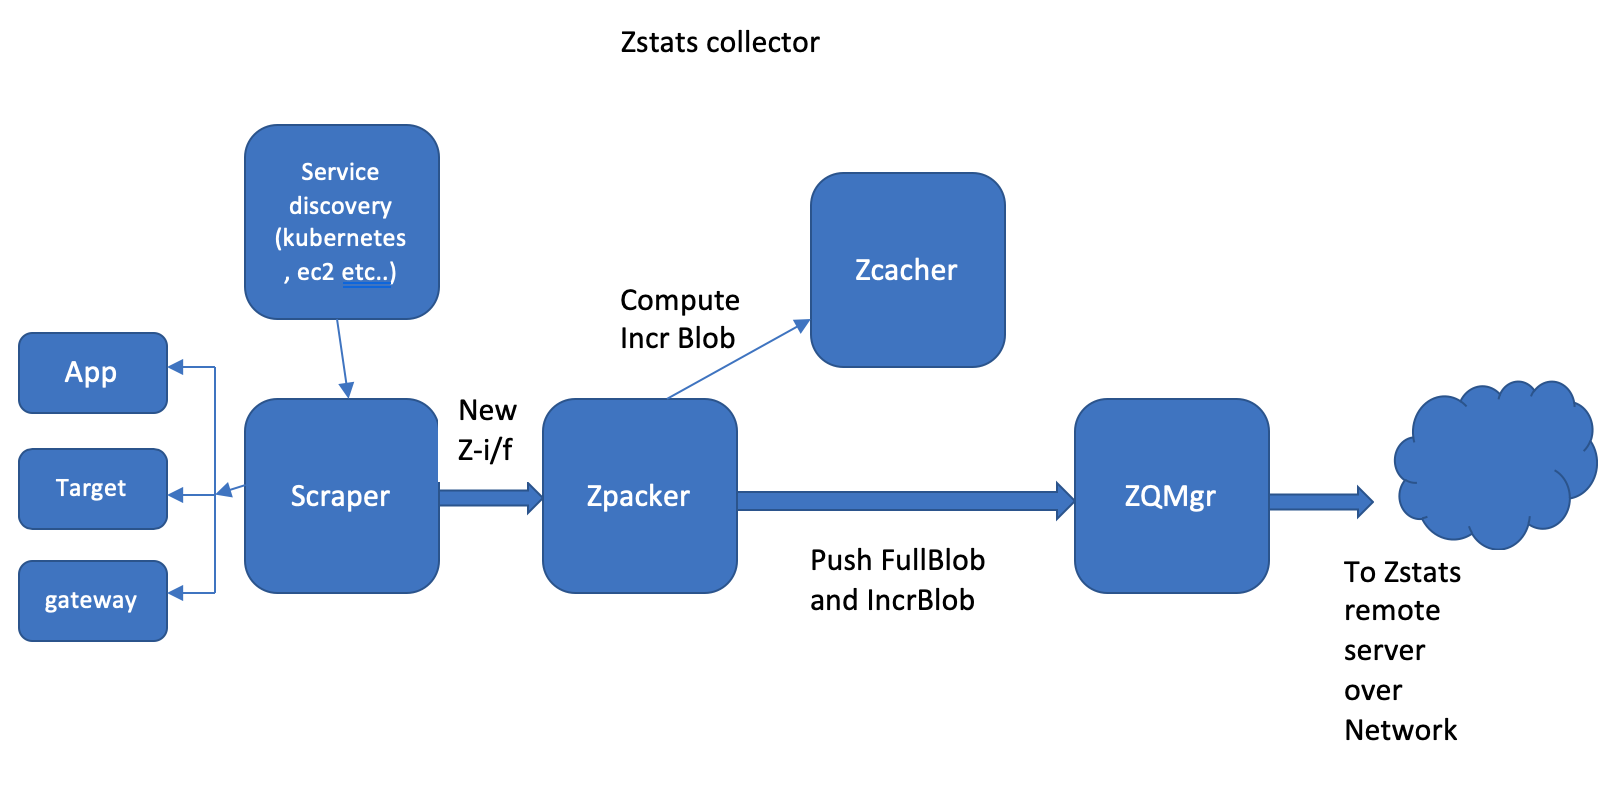 Zstats collector
Service
discovery
(kubernetes
, ec2 etc..)
Zcacher
Compute
Incr Blob
App
New
Z-i/f
Target
Scraper
Zpacker
ZQMgr
gateway
Push FullBlob
and IncrBlob
To Zstats
remote
server
over
Network